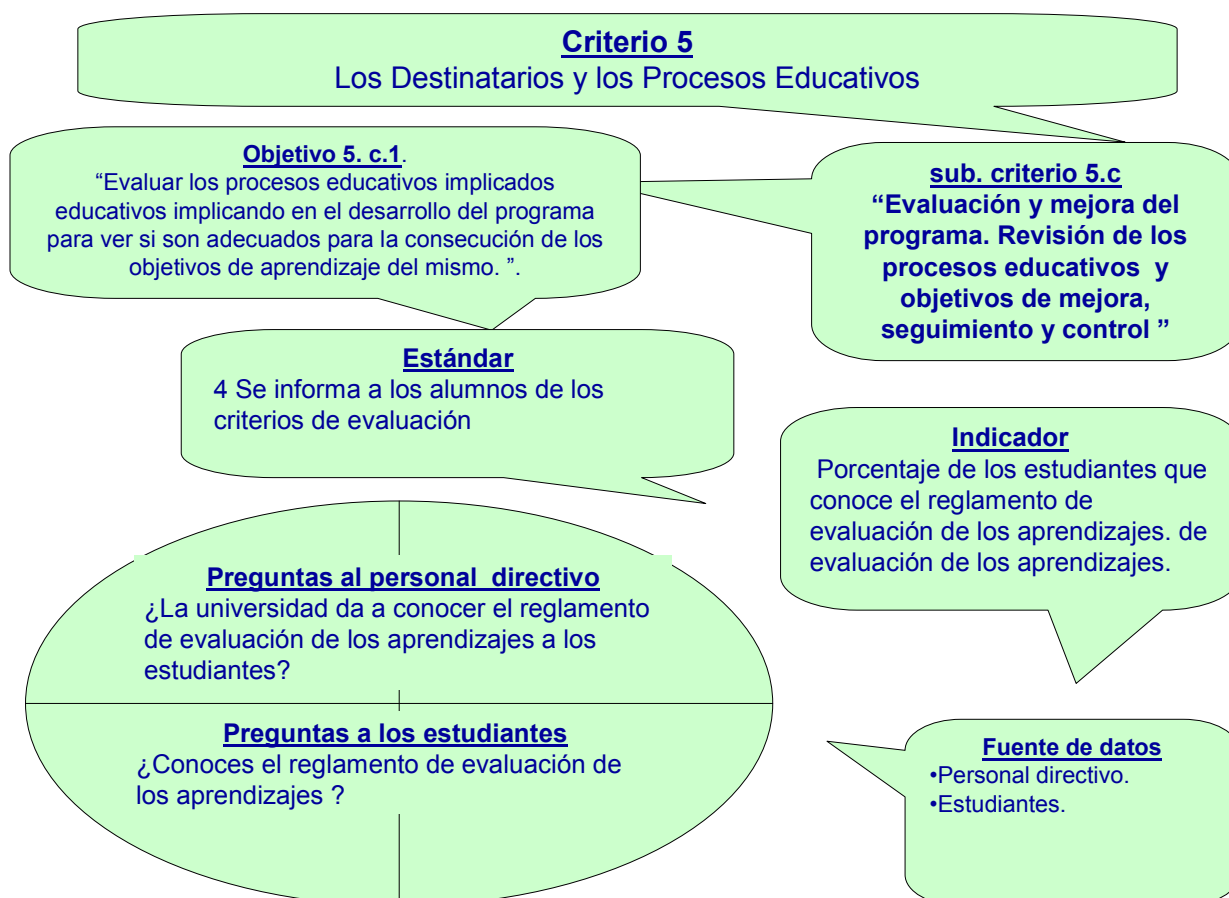 Criterio 5
Los Destinatarios y los Procesos Educativos
Objetivo 5. c.1.
“Evaluar los procesos educativos implicados
educativos implicando en el desarrollo del programa
para ver si son adecuados para la consecución de los
objetivos de aprendizaje del mismo. ”.
sub. criterio 5.c
“Evaluación y mejora del
programa. Revisión de los
procesos educativos y
objetivos de mejora,
seguimiento y control ”
Estándar
4 Se informa a los alumnos de los
criterios de evaluación
Indicador
Porcentaje de los estudiantes que
conoce el reglamento de
evaluación de los aprendizajes. de
evaluación de los aprendizajes.
Preguntas al personal directivo
¿La universidad da a conocer el reglamento
de evaluación de los aprendizajes a los
estudiantes?
Preguntas a los estudiantes
¿Conoces el reglamento de evaluación de
los aprendizajes ?
Fuente de datos
•Personal directivo.
•Estudiantes.